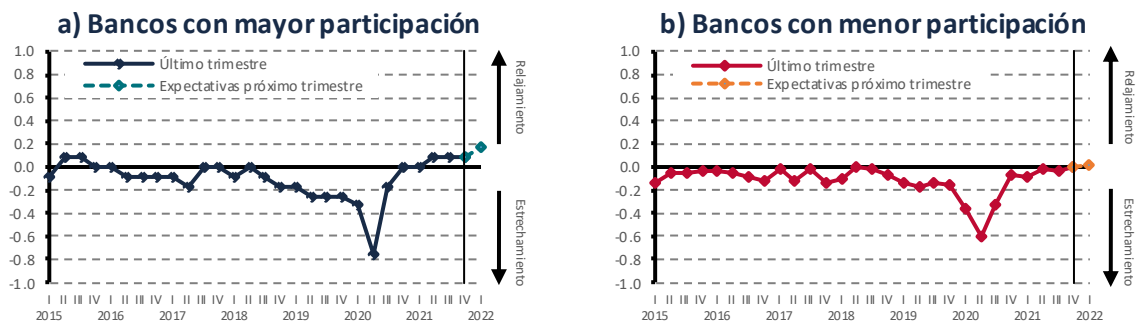 a) Bancos con mayor participación
1.0
0.8
0.6
0.4
0.2
0.0
-0.2
-0.4
-0.6
-0.8
-1.0
Último trimestre
Expectativas próximo trimestre
Relajamiento
Estrechamiento
I II III IV I II III IV I II III IV I II III IV I II III IV I II III IV I II III IV I
2015 2016 2017 2018 2019 2020 2021 2022
b) Bancos con menor participación
1.0
0.8
0.6
0.4
0.2
0.0
-0.2
-0.4
-0.6
-0.8
-1.0
Último trimestre
Expectativas próximo trimestre
Relajamiento
Estrechamiento
I II III IV I II III IV I II III IV I II III IV I II III IV I II III IV I II III IV I
2015 2016 2017 2018 2019 2020 2021 2022